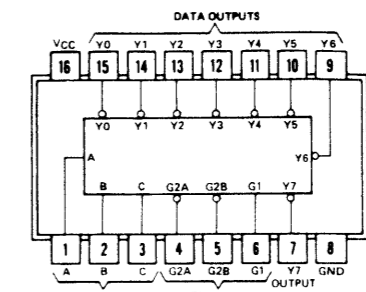 DATA OUTPUTS
VCC Y0 Y1 Y2 Y3 Y4 Y5 Y6
16 15 14 13 12 11 10 9
Y0 Y1 Y2 Y3 Y4 Y5
A Y6
B C G2A G2B G1 Y7
1 2 3 4 5 6 7 8
A B C G2A G2B G1 Y7 GND
OUTPUT